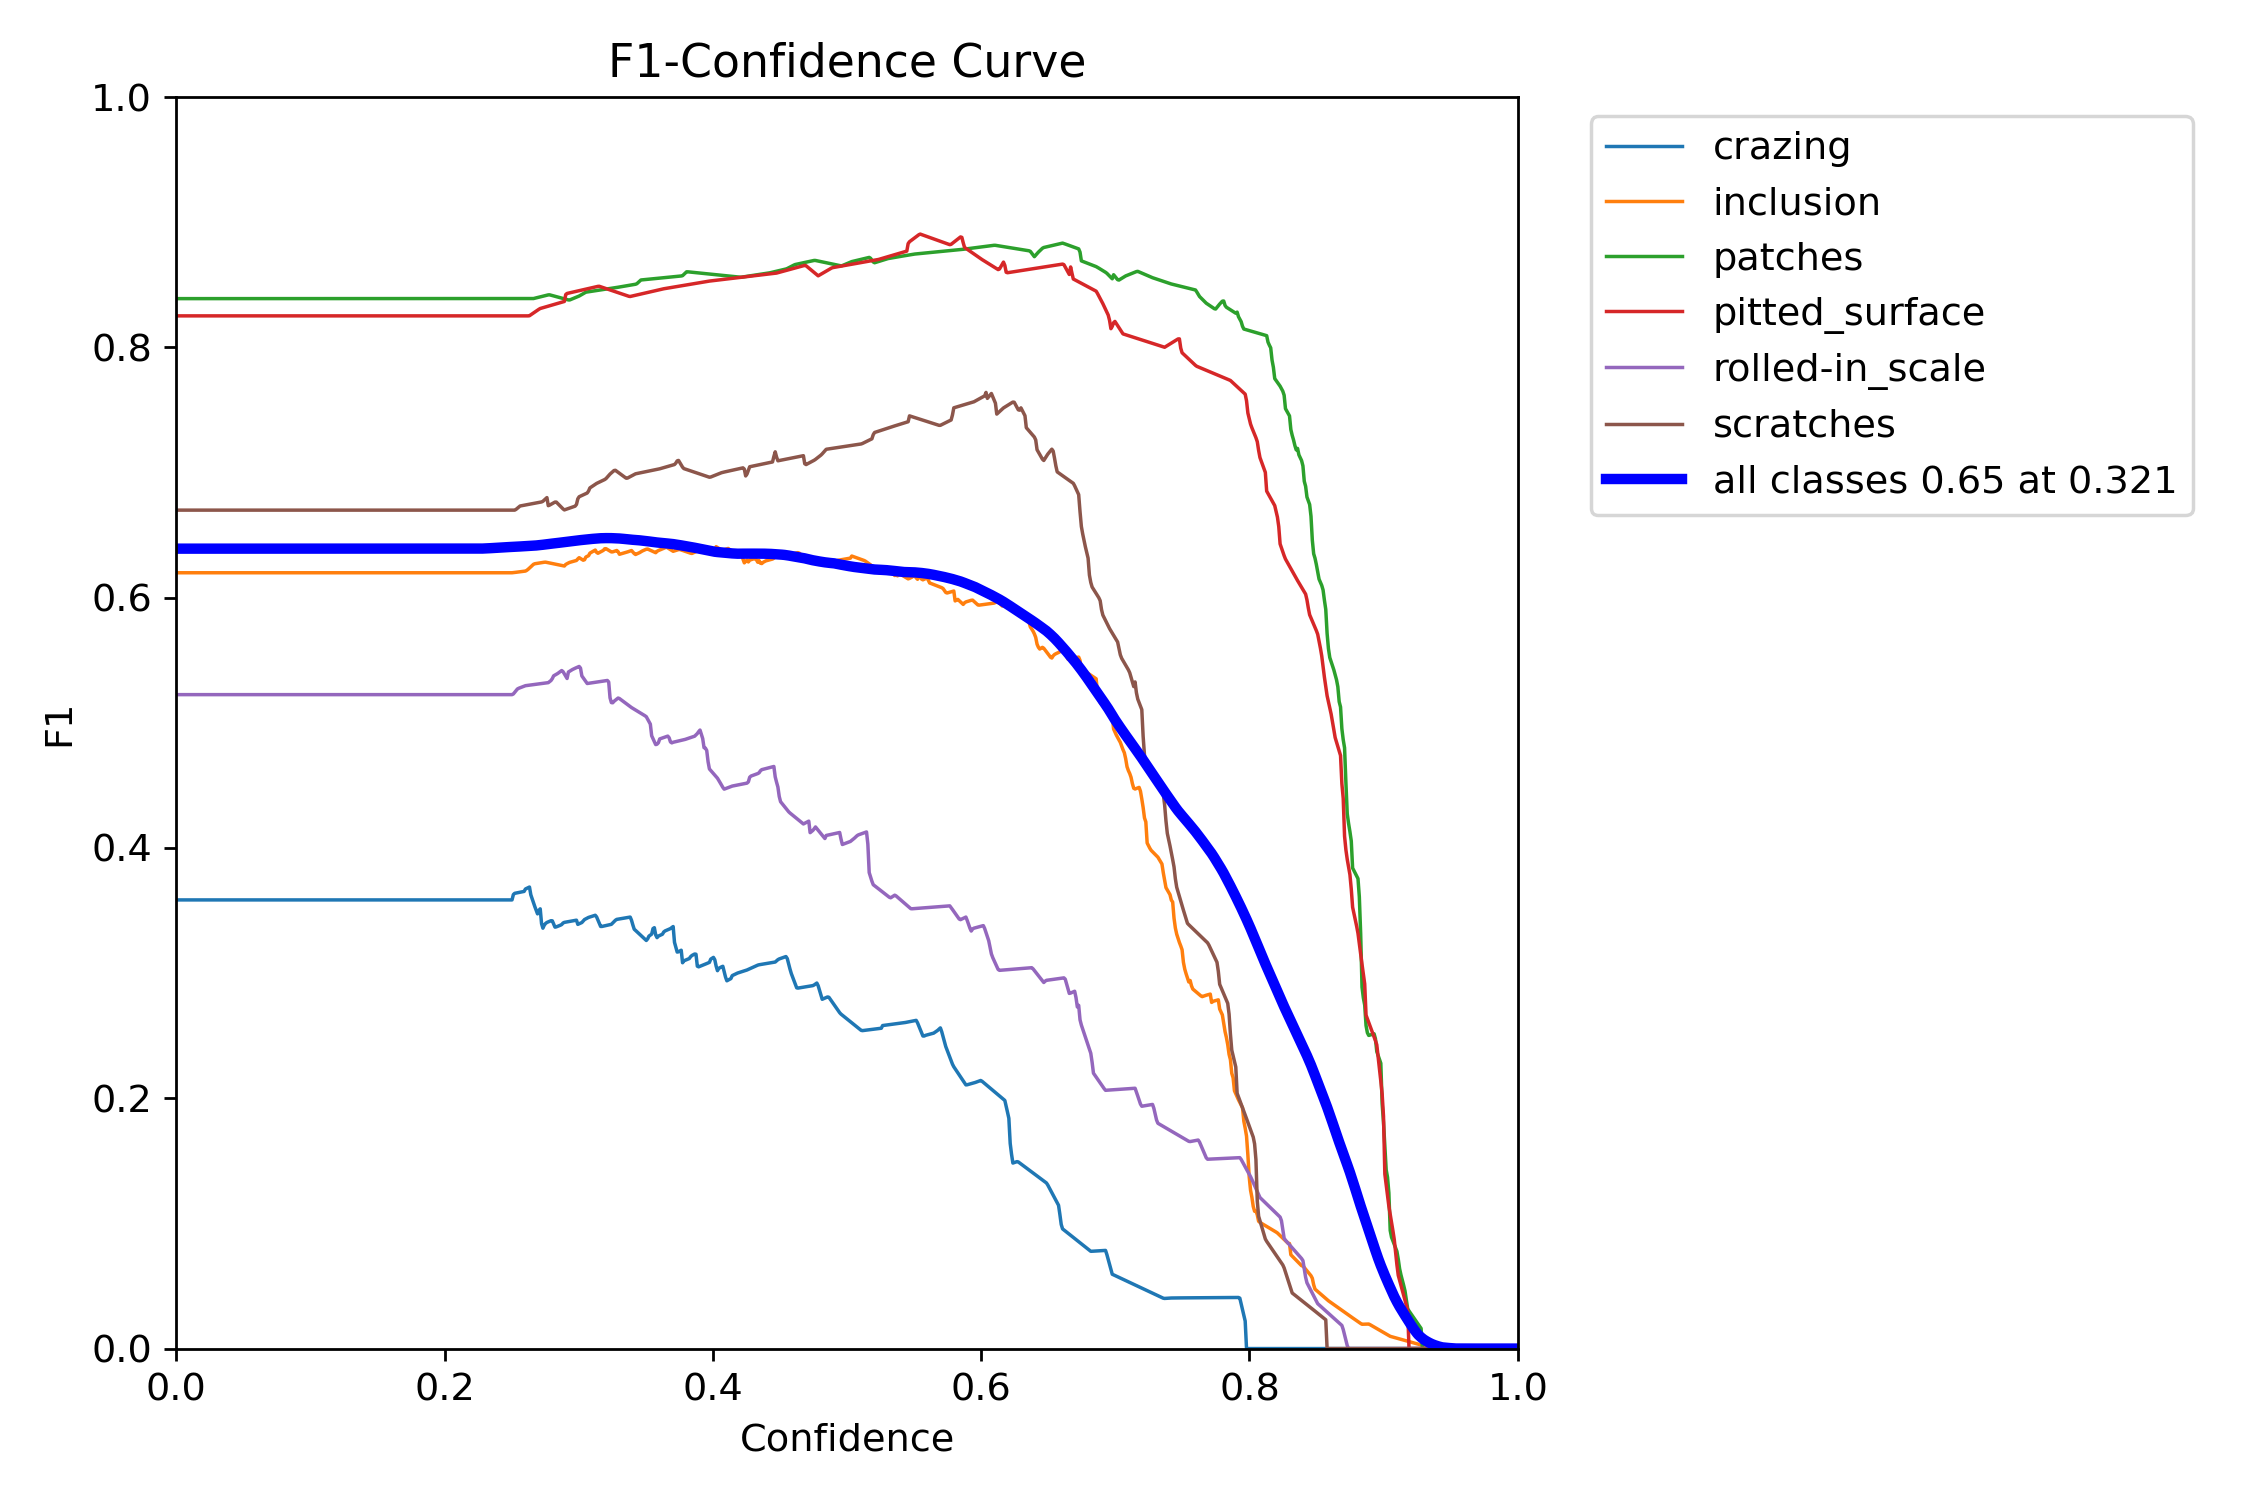 F1-Confidence Curve
1.0
0.8
0.6
0.4
0.2
0.0
F1
0.0 0.2 0.4 0.6 0.8 1.0
Confidence
crazing
inclusion
patches
pitted_surface
rolled-in_scale
scratches
all classes 0.65 at 0.321